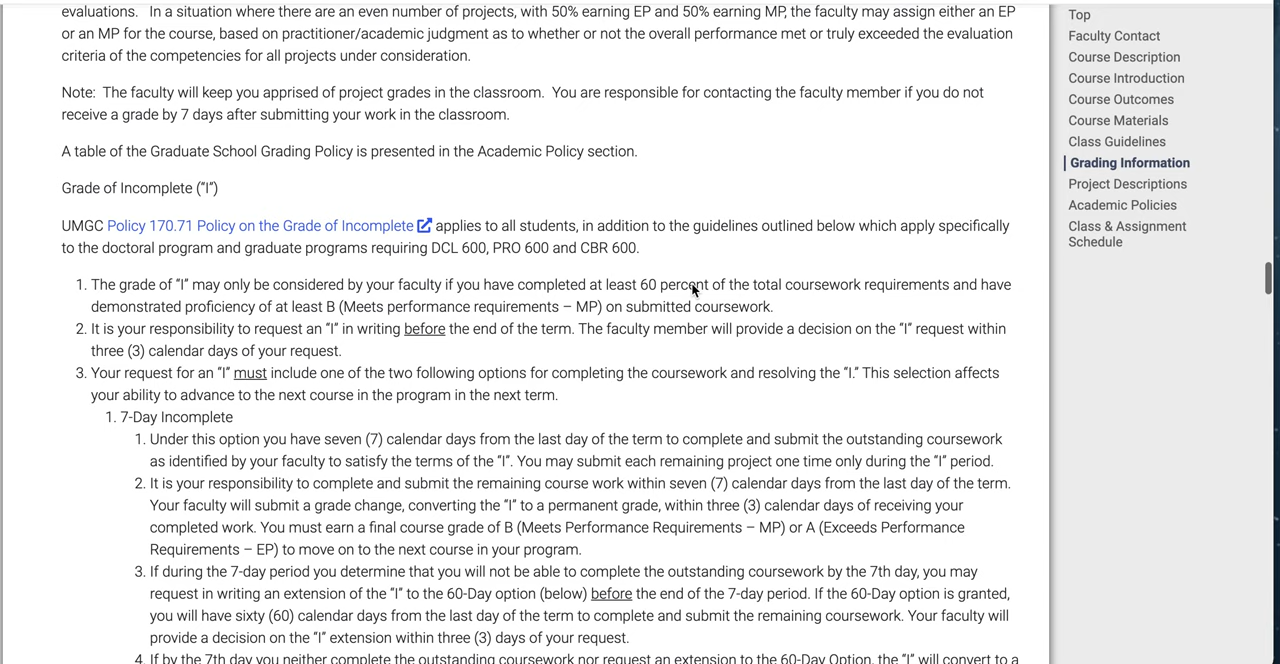 evaluations.   In a situation where there are an even number of projects, with 50% earning EP and 50% earning MP, the faculty may assign either an EP
or an MP for the course, based on practitioner/academic judgment as to whether or not the overall performance met or truly exceeded the evaluation
criteria of the competencies for all projects under consideration.
Note:  The faculty will keep you apprised of project grades in the classroom.  You are responsible for contacting the faculty member if you do not
receive a grade by 7 days after submitting your work in the classroom.
A table of the Graduate School Grading Policy is presented in the Academic Policy section.
Grade of Incomplete (“I”)
UMGC Policy 170.71 Policy on the Grade of Incomplete applies to all students, in addition to the guidelines outlined below which apply specifically
to the doctoral program and graduate programs requiring DCL 600, PRO 600 and CBR 600.
1. The grade of “I” may only be considered by your faculty if you have completed at least 60 percent of the total coursework requirements and have
demonstrated proficiency of at least B (Meets performance requirements – MP) on submitted coursework.
2. It is your responsibility to request an “I” in writing before the end of the term. The faculty member will provide a decision on the “I” request within
three (3) calendar days of your request.
3. Your request for an “I” must include one of the two following options for completing the coursework and resolving the “I.” This selection affects
your ability to advance to the next course in the program in the next term.
1. 7-Day Incomplete
1. Under this option you have seven (7) calendar days from the last day of the term to complete and submit the outstanding coursework
as identified by your faculty to satisfy the terms of the “I”. You may submit each remaining project one time only during the “I” period.
2. It is your responsibility to complete and submit the remaining course work within seven (7) calendar days from the last day of the term.
Your faculty will submit a grade change, converting the “I” to a permanent grade, within three (3) calendar days of receiving your
completed work. You must earn a final course grade of B (Meets Performance Requirements – MP) or A (Exceeds Performance
Requirements – EP) to move on to the next course in your program.
3. If during the 7-day period you determine that you will not be able to complete the outstanding coursework by the 7th day, you may
request in writing an extension of the “I” to the 60-Day option (below) before the end of the 7-day period. If the 60-Day option is granted,
you will have sixty (60) calendar days from the last day of the term to complete and submit the remaining coursework. Your faculty will
provide a decision on the “I” extension within three (3) days of your request.
4. If by the 7th day you neither complete the outstanding coursework nor request an extension to the 60-Day Option, the “I” will convert to a
Top
Faculty Contact
Course Description
Course Introduction
Course Outcomes
Course Materials
Class Guidelines
Grading Information
Project Descriptions
Academic Policies
Class & Assignment
Schedule